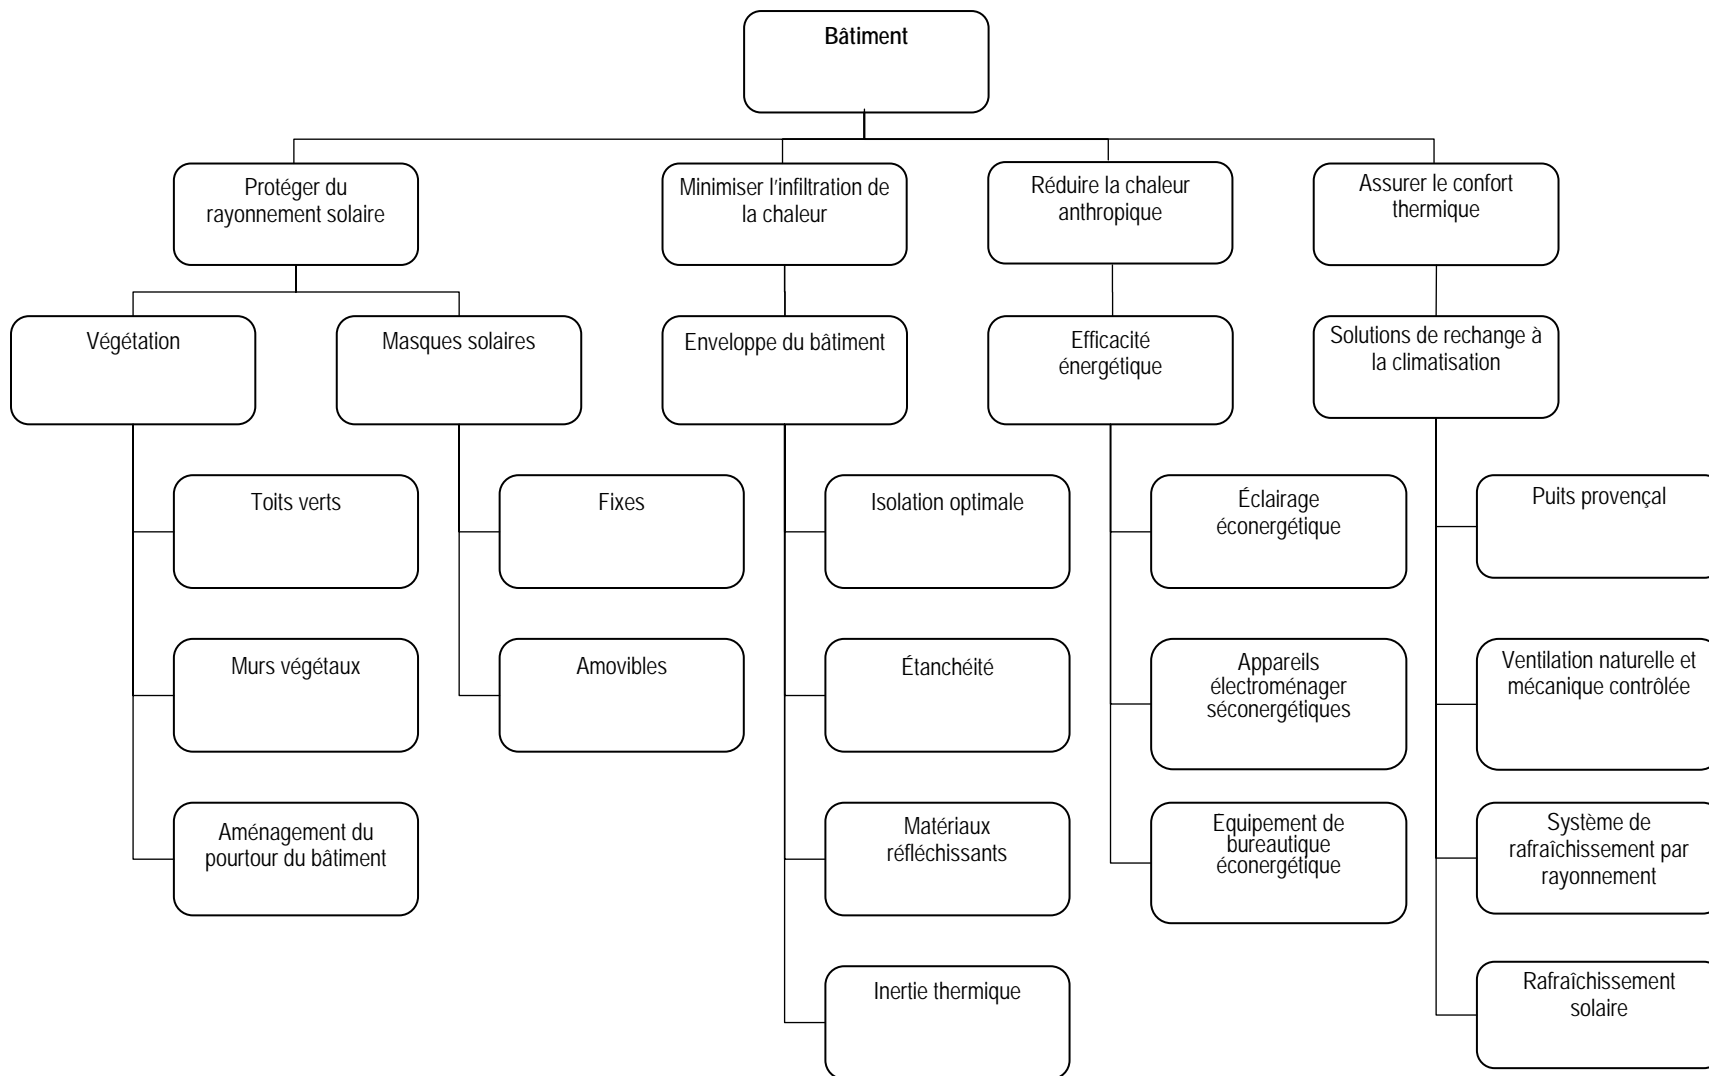 Bâtiment
Protéger du
rayonnement solaire
Minimiser l'infiltration de
la chaleur
Réduire la chaleur
anthropique
Assurer le confort
thermique
Végétation
Masques solaires
Enveloppe du bâtiment
Efficacité
énergétique
Solutions de rechange à
la climatisation
Toits verts
Fixes
Isolation optimale
Éclairage
éconergétique
Puits provençal
Murs végétaux
Amovibles
Étanchéité
Appareils
électroménager
séconergétiques
Ventilation naturelle et
mécanique contrôlée
Aménagement du
pourtour du bâtiment
Matériaux
réfléchissants
Equipement de
bureautique
éconergétique
Système de
rafraîchissement par
rayonnement
Inertie thermique
Rafraîchissement
solaire